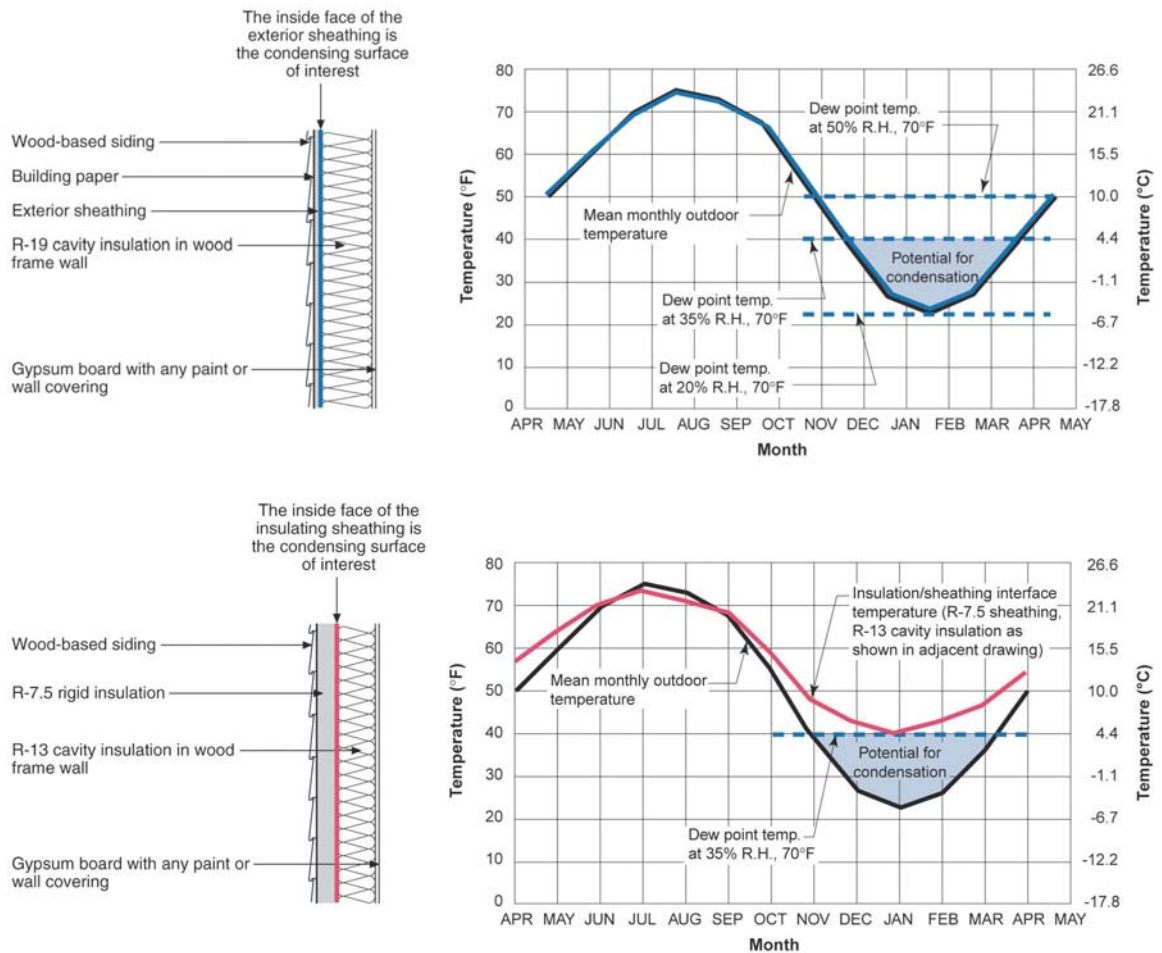 The inside face of the
exterior sheathing is
the condensing surface
of interest
Wood-based siding
Building paper
Exterior sheathing
R-19 cavity insulation in wood
frame wall
Gypsum board with any paint or
wall covering
Temperature (°F)
80
70
60
50
40
30
20
10
0
Dew point temp.
at 50% R.H., 70°F
Mean monthly outdoor
temperature
Potential for
condensation
Dew point temp.
at 35% R.H., 70°F
Dew point temp.
at 20% R.H., 70°F
26.6
21.1
15.5
10.0
4.4
-1.1
-6.7
-12.2
-17.8
Temperature (°C)
APR MAY JUN JUL AUG SEP OCT NOV DEC JAN FEB MAR APR MAY
Month
The inside face of the
insulating sheathing is
the condensing surface
of interest
Wood-based siding
R-7.5 rigid insulation
R-13 cavity insulation in wood
frame wall
Gypsum board with any paint or
wall covering
Temperature (°F)
80
70
60
50
40
30
20
10
0
Insulation/sheathing interface
temperature (R-7.5 sheathing,
R-13 cavity insulation as
shown in adjacent drawing)
Mean monthly outdoor
temperature
Potential for
condensation
Dew point temp.
at 35% R.H., 70°F
26.6
21.1
15.5
10.0
4.4
-1.1
-6.7
-12.2
-17.8
Temperature (°C)
APR MAY JUN JUL AUG SEP OCT NOV DEC JAN FEB MAR APR MAY
Month